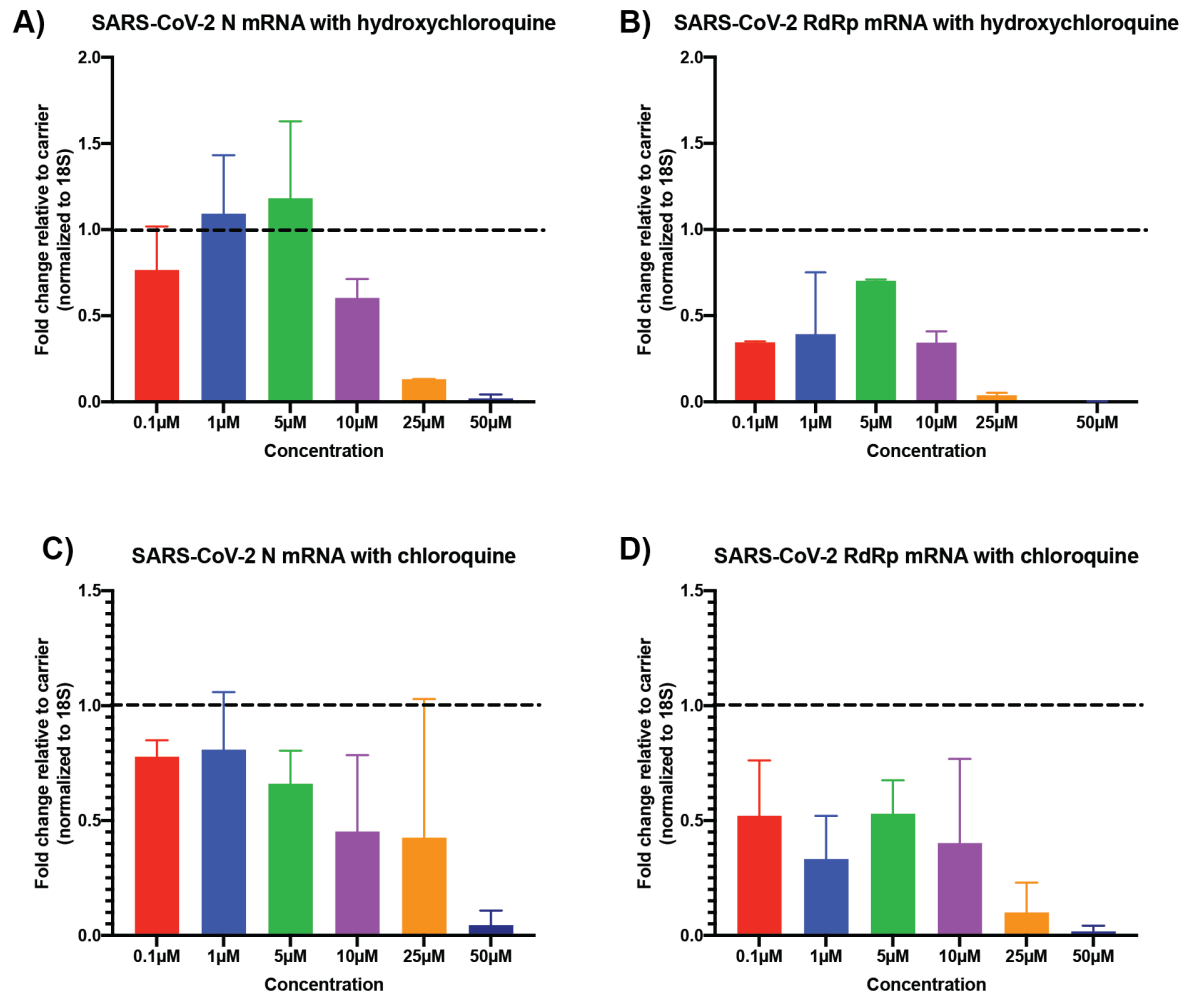 A)
SARS-CoV-2 N mRNA with hydroxychloroquine
Fold change relative to carrier
(normalized to 18S)
2.0
1.5
1.0
0.5
0.0
0.1µM 1µM 5µM 10µM 25µM 50µM
Concentration
B)
SARS-CoV-2 RdRp mRNA with hydroxychloroquine
Fold change relative to carrier
(normalized to 18S)
2.0
1.5
1.0
0.5
0.0
0.1µM 1µM 5µM 10µM 25µM 50µM
Concentration
C)
SARS-CoV-2 N mRNA with chloroquine
Fold change relative to carrier
(normalized to 18S)
1.5
1.0
0.5
0.0
0.1µM 1µM 5µM 10µM 25µM 50µM
Concentration
D)
SARS-CoV-2 RdRp mRNA with chloroquine
Fold change relative to carrier
(normalized to 18S)
1.5
1.0
0.5
0.0
0.1µM 1µM 5µM 10µM 25µM 50µM
Concentration